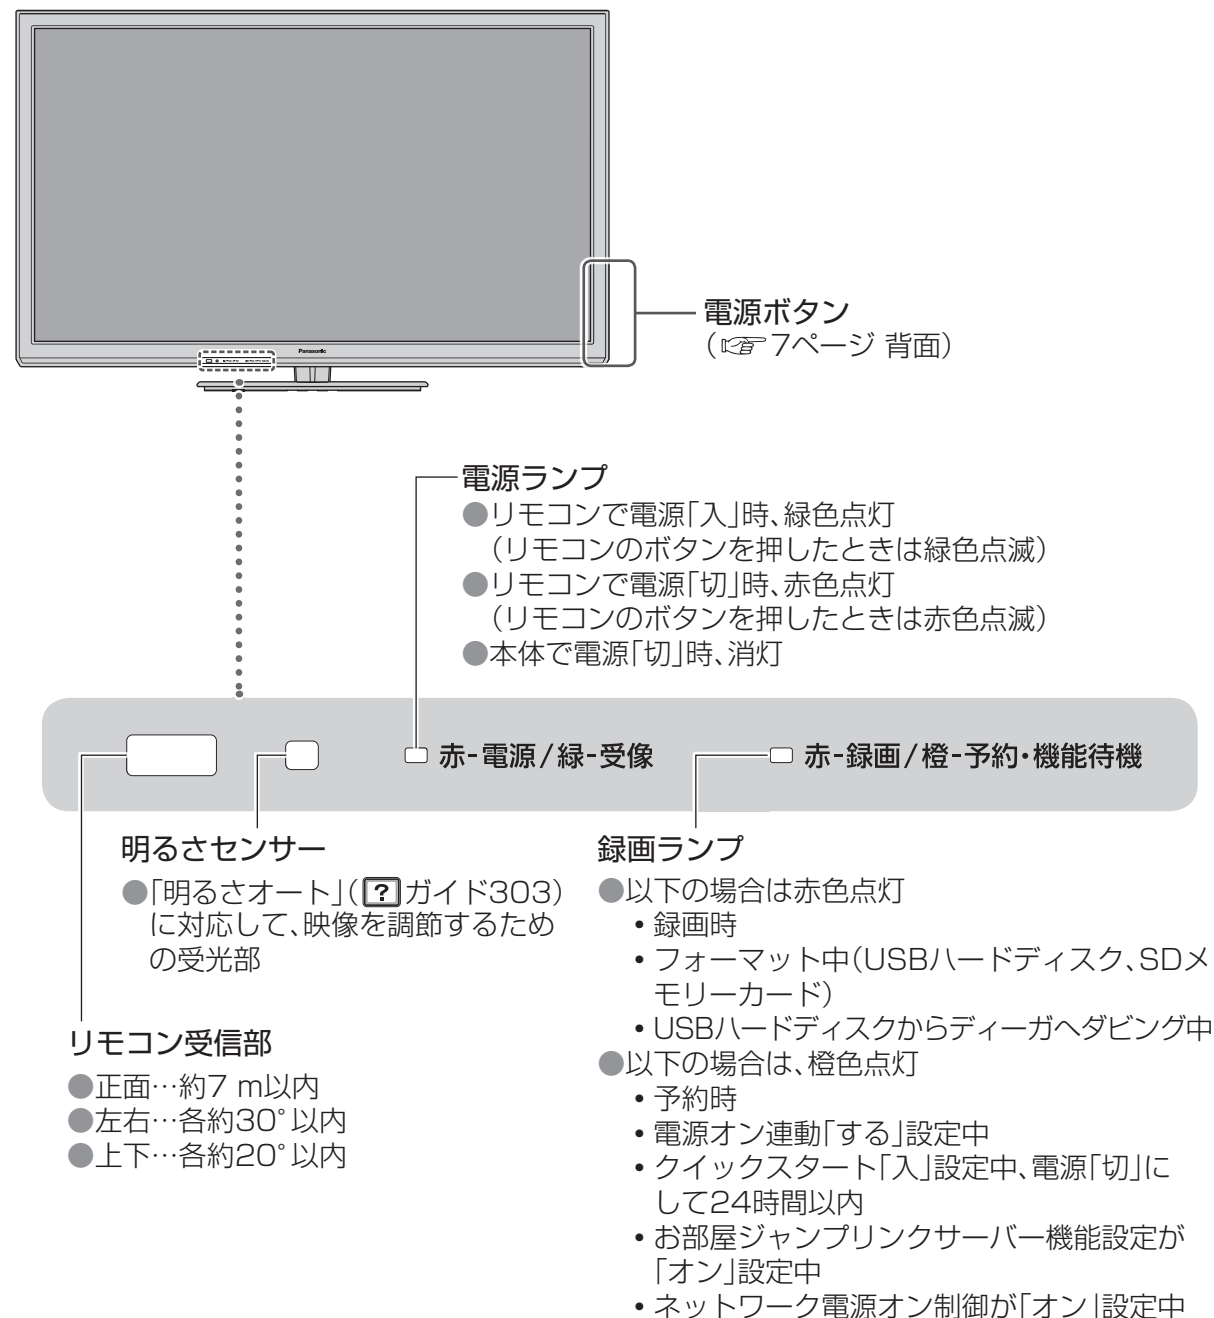 Panasonic
電源ボタン
（☞7ページ 背面）
電源ランプ
●リモコンで電源｢入｣時､緑色点灯
（リモコンのボタンを押したときは緑色点滅）
●リモコンで電源｢切｣時､赤色点灯
（リモコンのボタンを押したときは赤色点滅）
●本体で電源｢切｣時､消灯
赤-電源/緑-受像
赤-録画/橙-予約･機能待機
明るさセンサー
●｢明るさオート｣（?ガイド303）
に対応して､映像を調節するため
の受光部
リモコン受信部
●正面…約7 m以内
●左右…各約30°以内
●上下…各約20°以内
録画ランプ
●以下の場合は赤色点灯
•録画時
•フォーマット中（USBハードディスク､SDメ
モリーカード）
•USBハードディスクからディーガへダビング中
●以下の場合は､橙色点灯
•予約時
•電源オン連動｢する｣設定中
•クイックスタート｢入｣設定中､電源｢切｣に
して24時間以内
•お部屋ジャンプリンクサーバー機能設定が
｢オン｣設定中
•ネットワーク電源オン制御が｢オン｣設定中